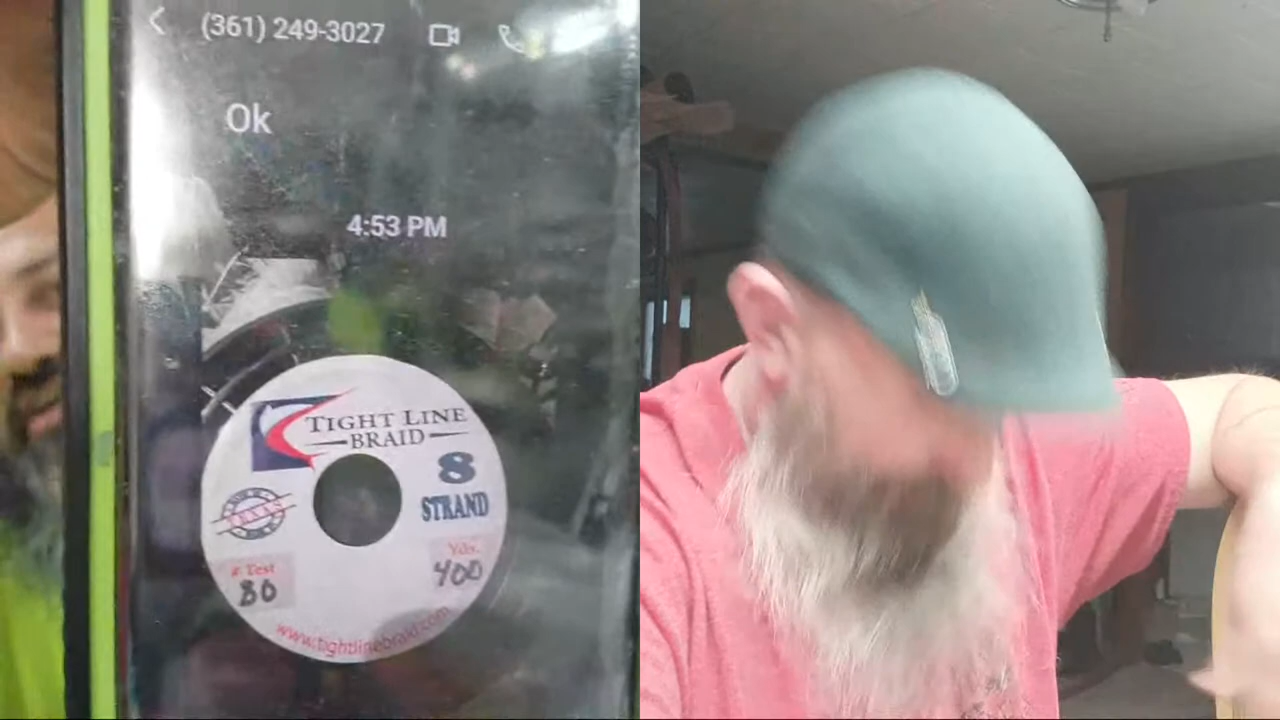 (361) 249-3027
Ok
4:53 PM
TIGHT LINE
BRAID
8
STRAND
TEXAS
# Test
80
Yds.
400
www.tightlinebraid.com